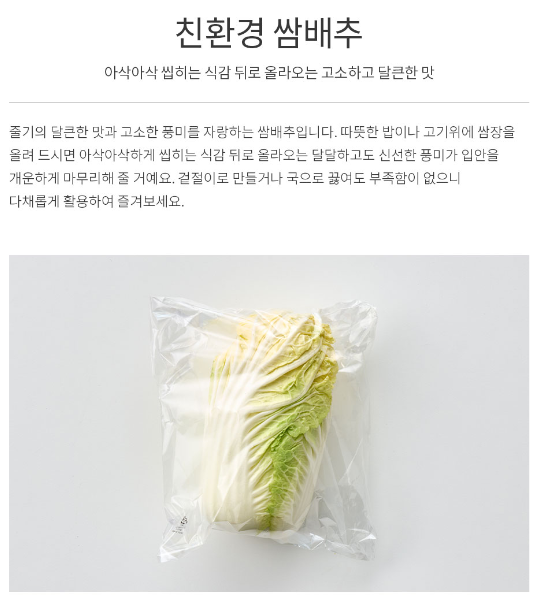 친환경 쌈배추
아삭아삭 씹히는 식감 뒤로 올라오는 고소하고 달큰한 맛
줄기의 달큰한 맛과 고소한 풍미를 자랑하는 쌈배추입니다. 따뜻한 밥이나 고기위에 쌈장을
올려 드시면 아삭아삭하게 씹히는 식감 뒤로 올라오는 달달하고도 신선한 풍미가 입안을
개운하게 마무리해 줄 거예요. 겉절이로 만들거나 국으로 끓여도 부족함이 없으니
다채롭게 활용하여 즐겨보세요.